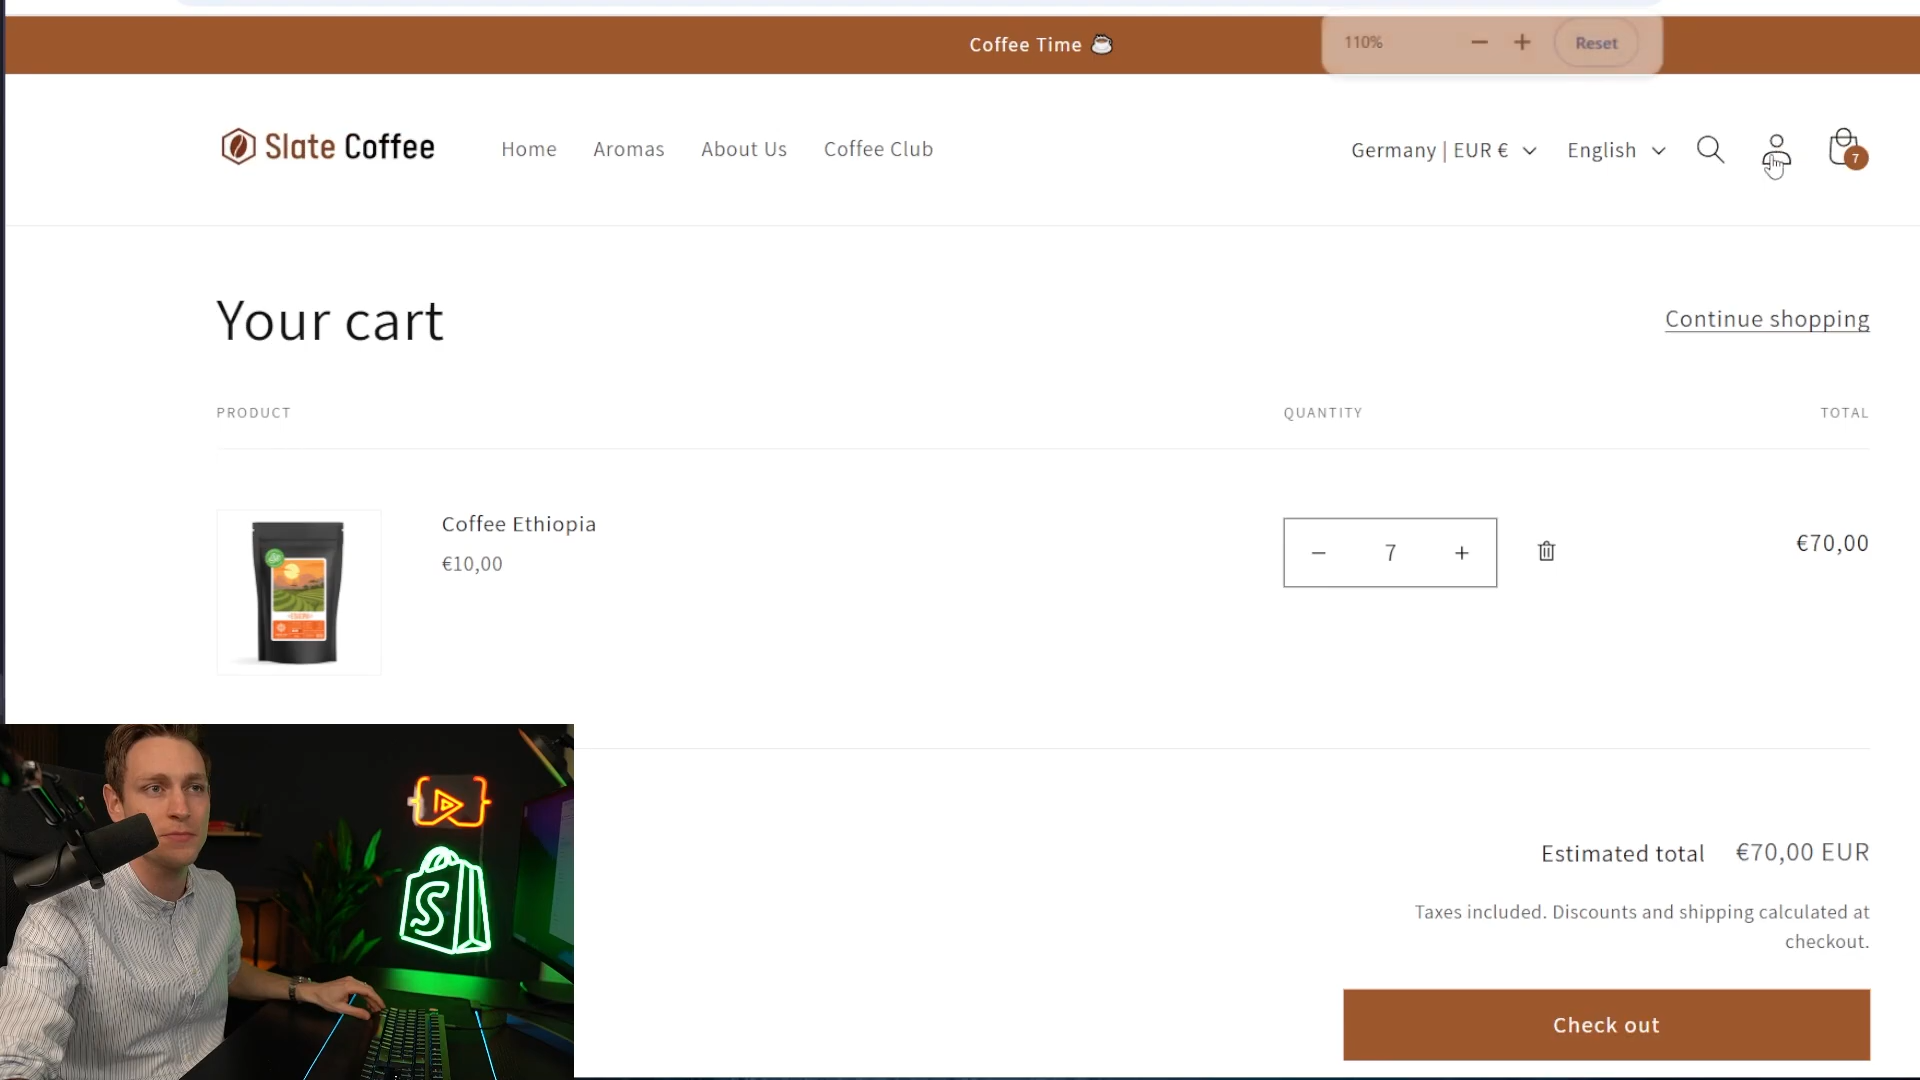 Coffee Time
110% − + Reset
Slate Coffee Home Aromas About Us Coffee Club Germany | EUR € English 7
Your cart
Continue shopping
PRODUCT QUANTITY TOTAL
Coffee Ethiopia
€10,00
− 7 +
€70,00
Estimated total €70,00 EUR
Taxes included. Discounts and shipping calculated at
checkout.
Check out
S